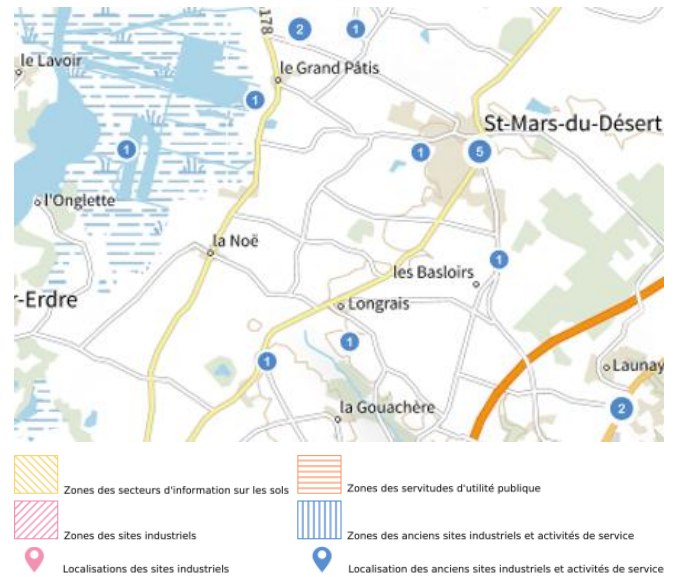 178
2
1
le Lavoir
le Grand Pâtis
1
St-Mars-du-Désert
1
1
5
l'Onglette
la Noë
1
les Basloirs
r-Erdre
Longrais
1
1
Launay
la Gouachère
2
Zones des secteurs d'information sur les sols
Zones des servitudes d'utilité publique
Zones des sites industriels
Zones des anciens sites industriels et activités de service
Localisations des sites industriels
Localisation des anciens sites industriels et activités de service